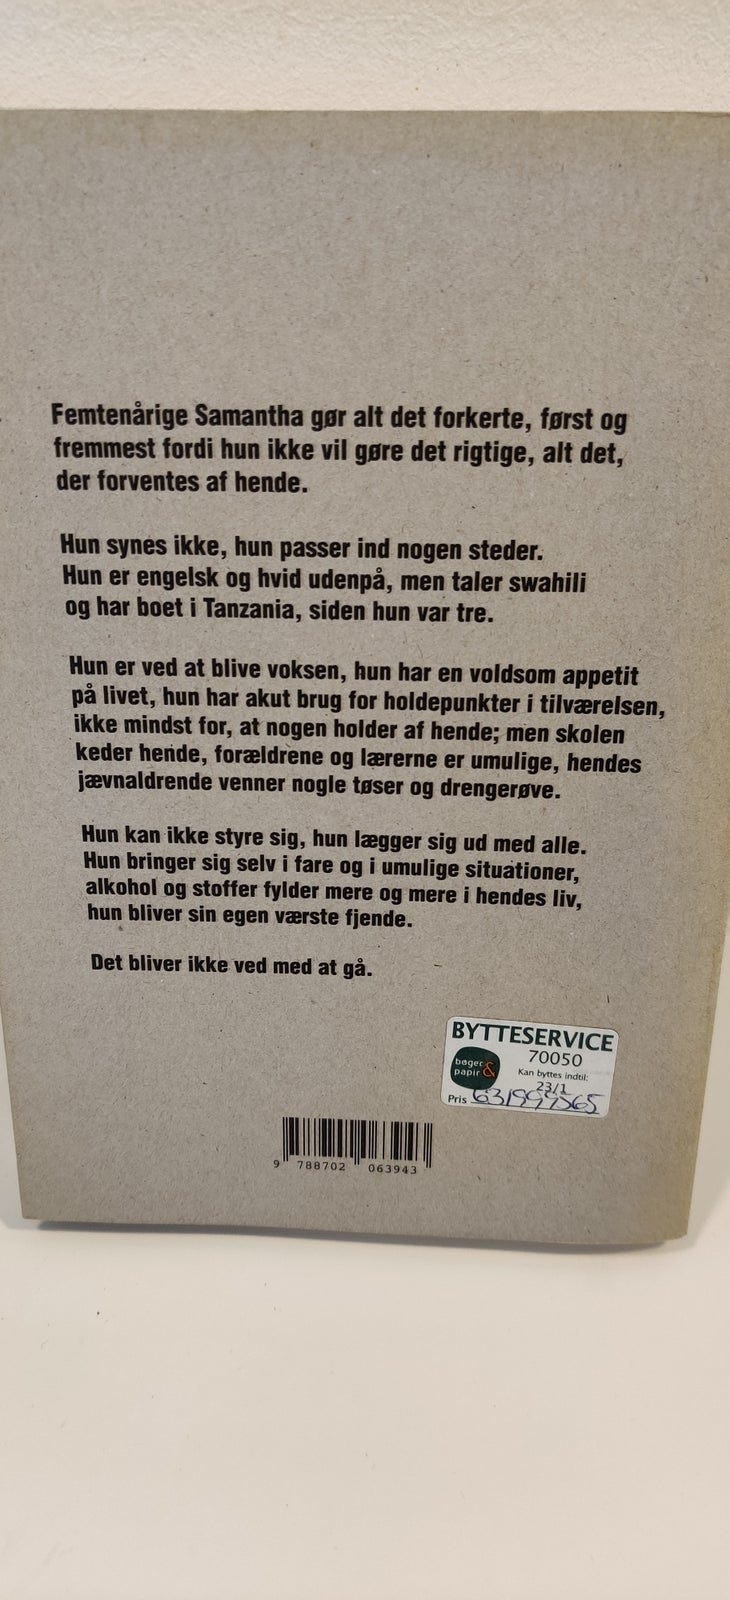 Femtenårige Samantha gør alt det forkerte, først og
fremmest fordi hun ikke vil gøre det rigtige, alt det,
der forventes af hende.
Hun synes ikke, hun passer ind nogen steder.
Hun er engelsk og hvid udenpå, men taler swahili
og har boet i Tanzania, siden hun var tre.
Hun er ved at blive voksen, hun har en voldsom appetit
på livet, hun har akut brug for holdepunkter i tilværelsen,
ikke mindst for, at nogen holder af hende; men skolen
keder hende, forældrene og lærerne er umulige, hendes
jævnaldrende venner nogle tøser og drengerøve.
Hun kan ikke styre sig, hun lægger sig ud med alle.
Hun bringer sig selv i fare og i umulige situationer,
alkohol og stoffer fylder mere og mere i hendes liv,
hun bliver sin egen værste fjende.
Det bliver ikke ved med at gå.
BYTTESERVICE
70050
bøger &
papir
Kan byttes indtil:
23/1
Pris
9 788702 063943